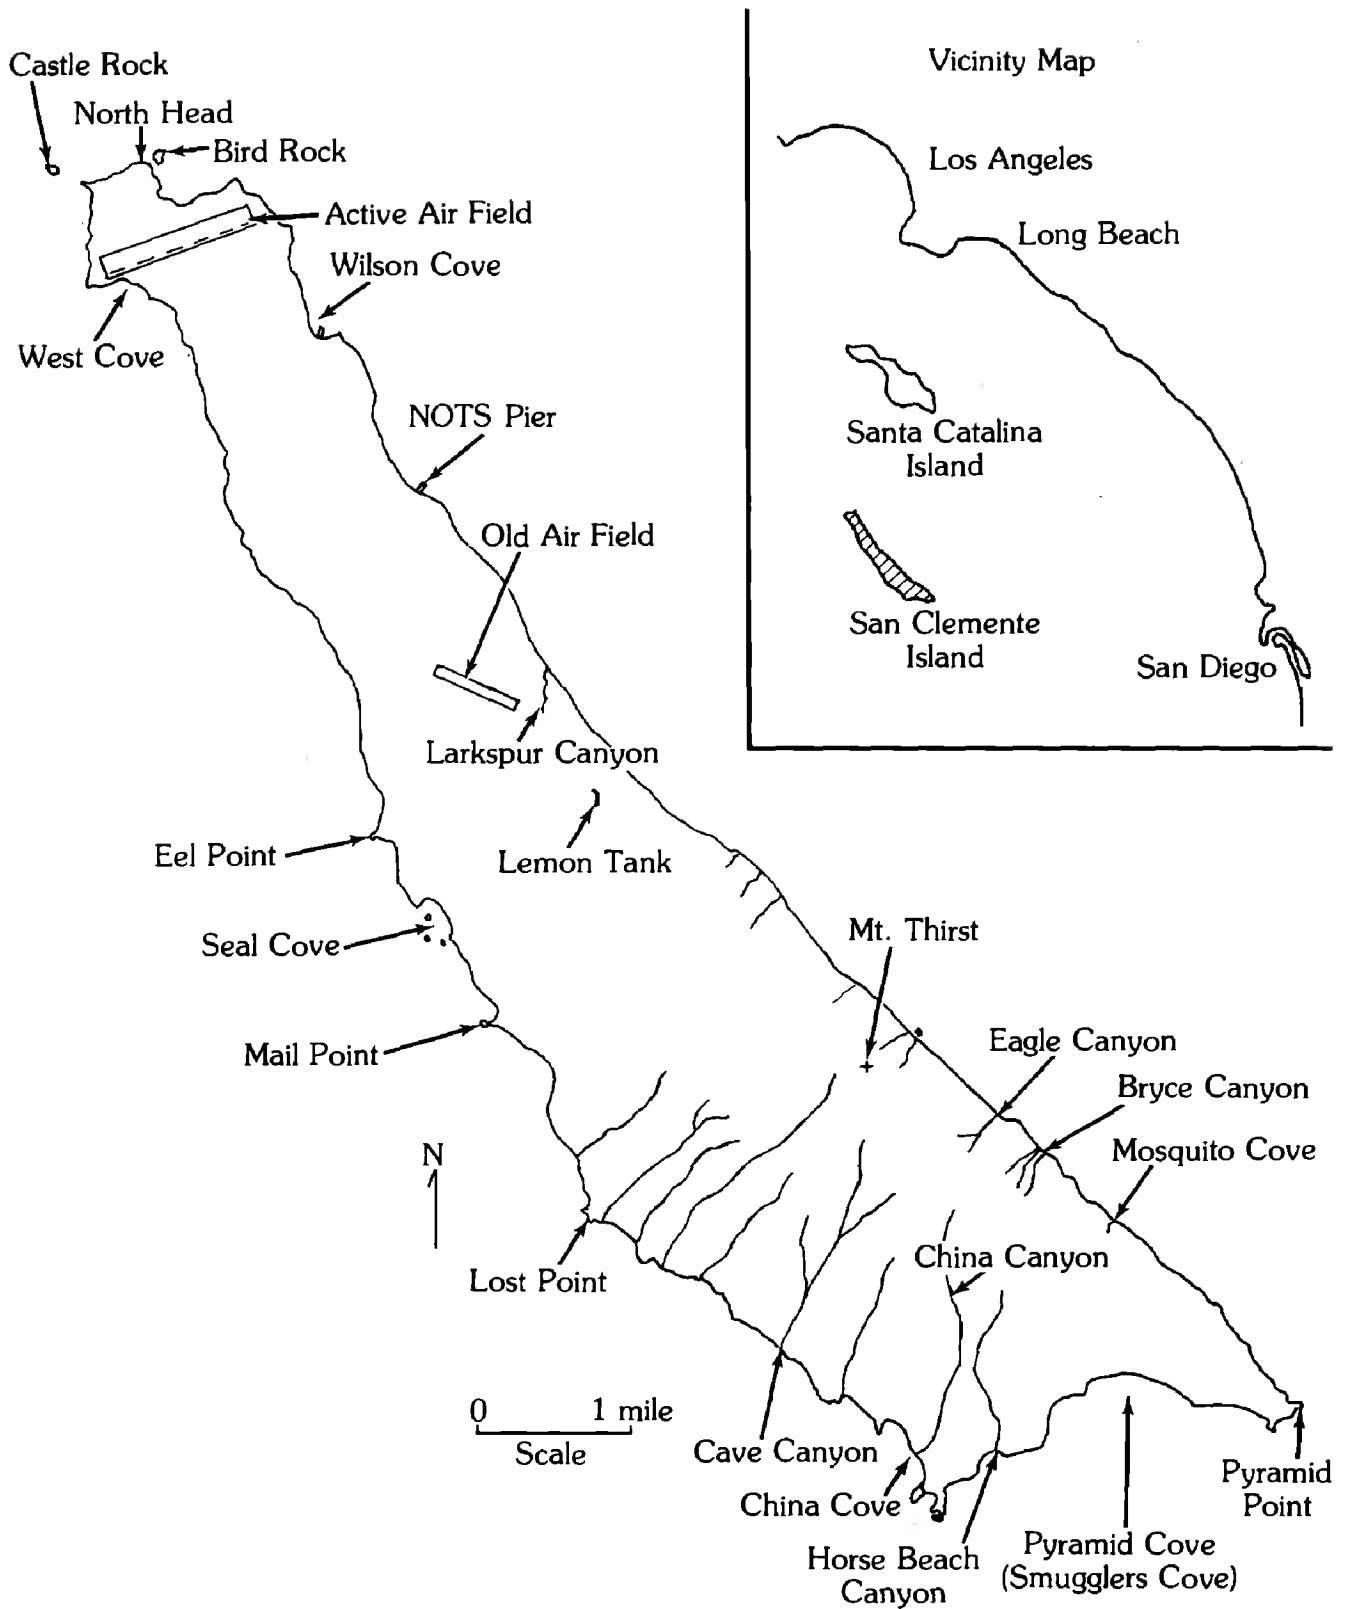 Castle Rock
North Head
Bird Rock
Active Air Field
Wilson Cove
West Cove
NOTS Pier
Old Air Field
Larkspur Canyon
Lemon Tank
Eel Point
Seal Cove
Mt. Thirst
Mail Point
Eagle Canyon
Bryce Canyon
Mosquito Cove
N
China Canyon
Lost Point
0 1 mile
Scale
Cave Canyon
China Cove
Horse Beach
Canyon
Pyramid Cove
(Smugglers Cove)
Pyramid
Point
Vicinity Map
Los Angeles
Long Beach
Santa Catalina
Island
San Clemente
Island
San Diego